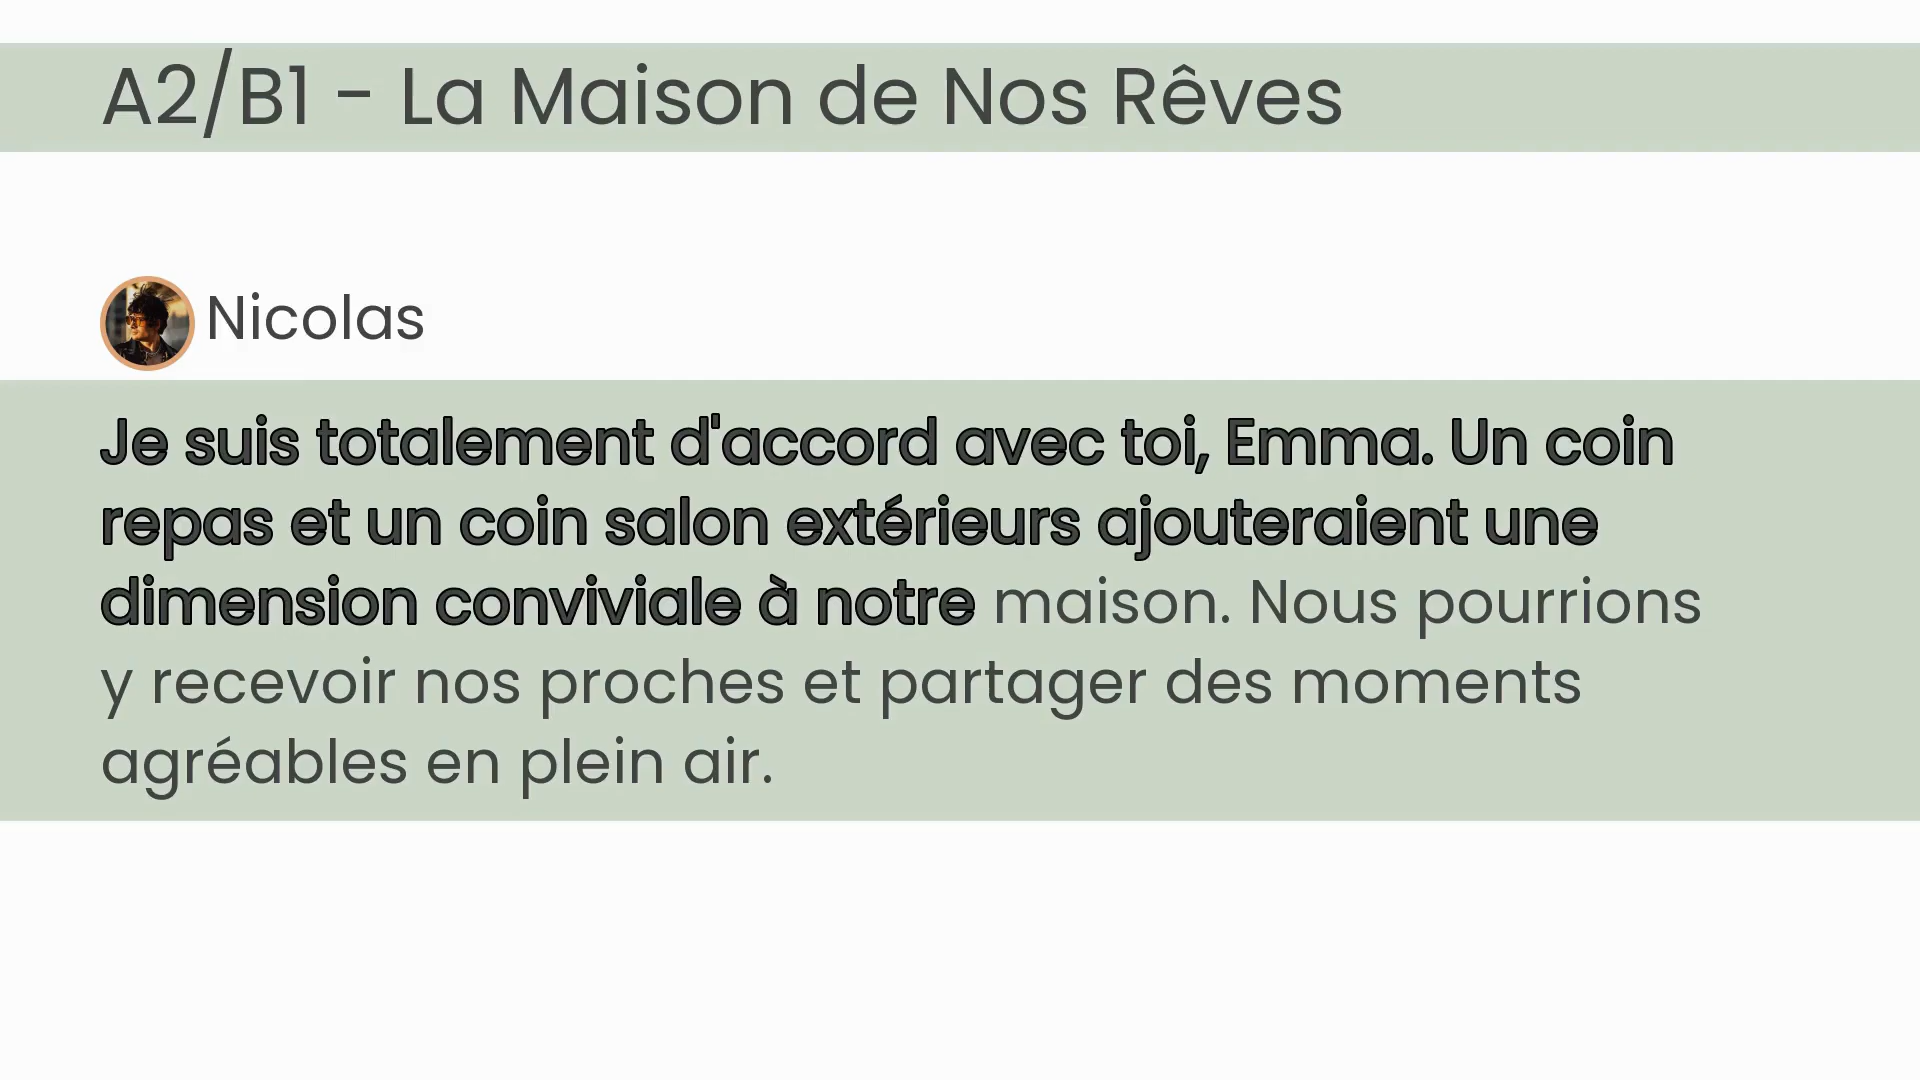 A2/B1 - La Maison de Nos Rêves
Nicolas
Je suis totalement d'accord avec toi, Emma. Un coin
repas et un coin salon extérieurs ajouteraient une
dimension conviviale à notre maison. Nous pourrions
y recevoir nos proches et partager des moments
agréables en plein air.